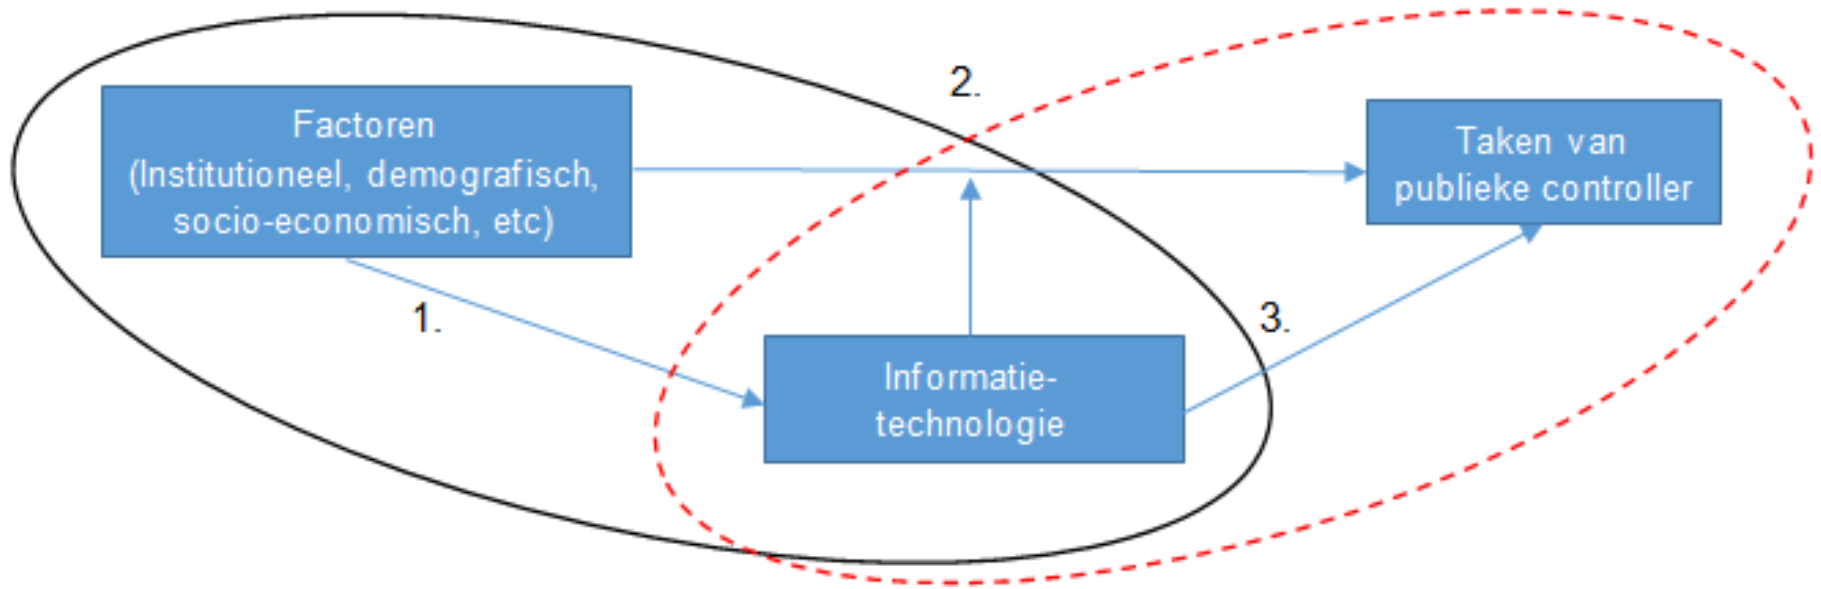 2.
Factoren
(Institutioneel, demografisch,
socio-economisch, etc)
Taken van
publieke controller
1.
3.
Informatie-
technologie